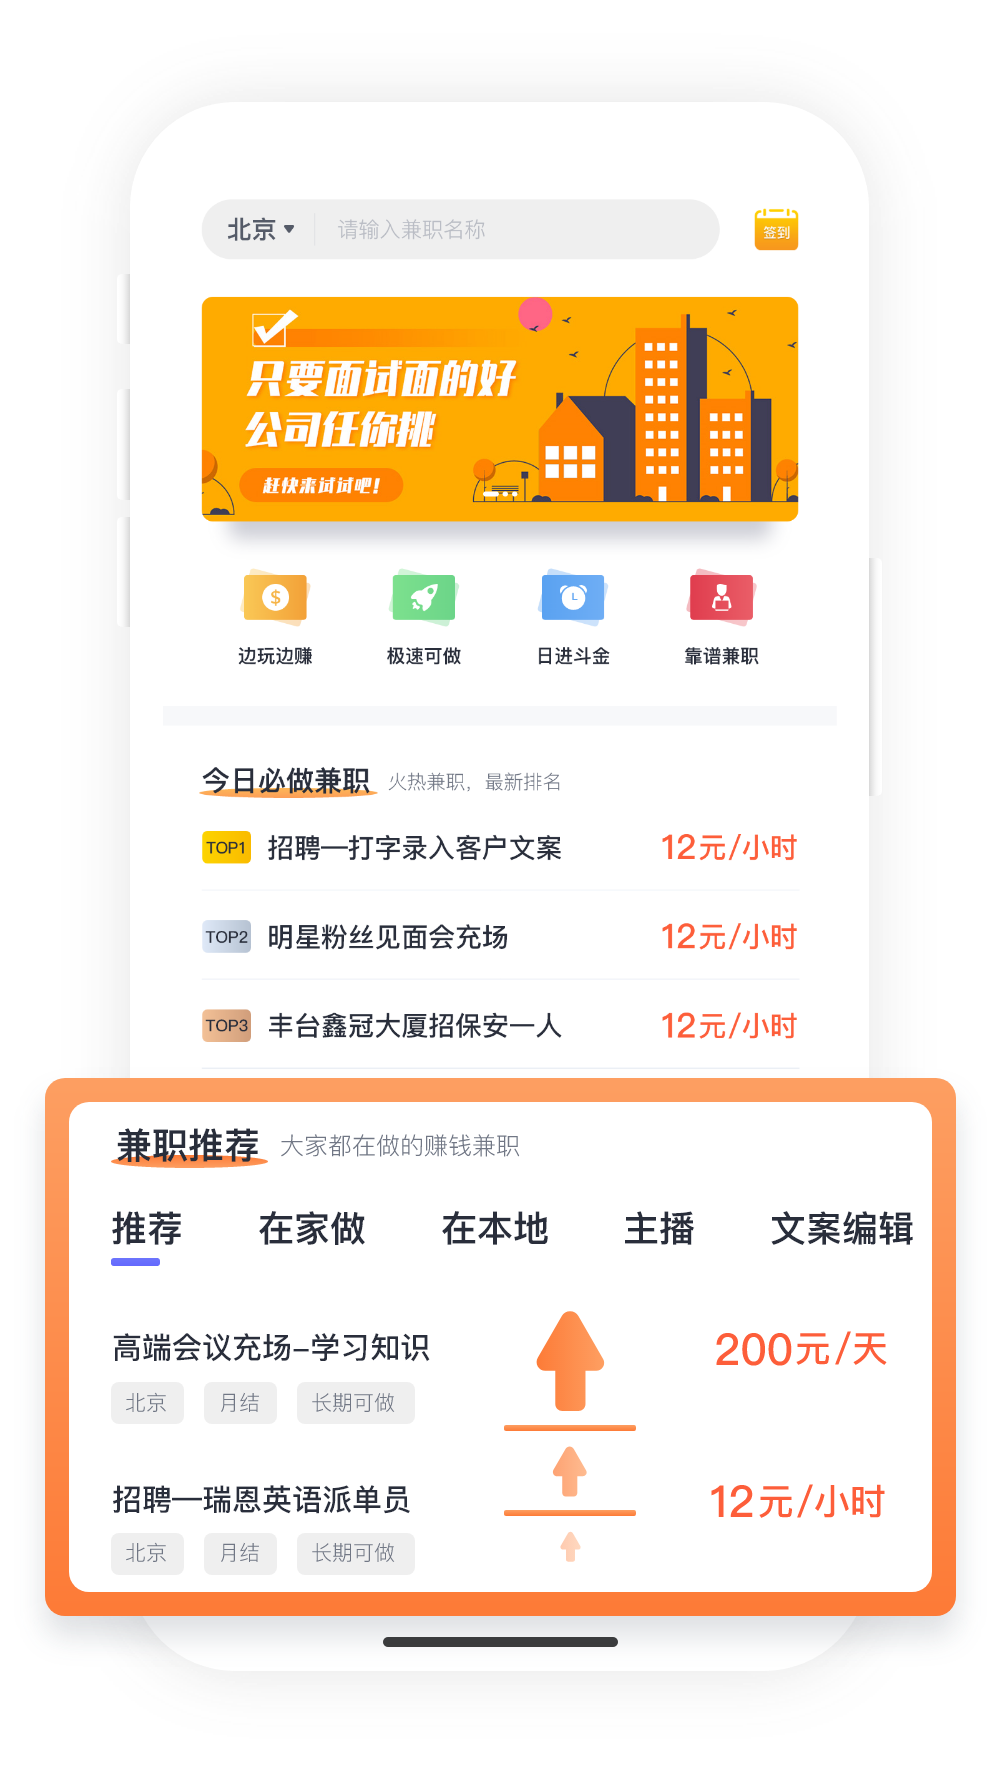 北京 请输入兼职名称 签到
只要面试面的好
公司任你挑
赶快来试试吧!
$
边玩边赚 极速可做 日进斗金 靠谱兼职
今日必做兼职 火热兼职，最新排名
TOP1 招聘—打字录入客户文案 12元/小时
TOP2 明星粉丝见面会充场 12元/小时
TOP3 丰台鑫冠大厦招保安一人 12元/小时
兼职推荐 大家都在做的赚钱兼职
推荐 在家做 在本地 主播 文案编辑
高端会议充场-学习知识 200元/天
北京 月结 长期可做
招聘—瑞恩英语派单员 12元/小时
北京 月结 长期可做